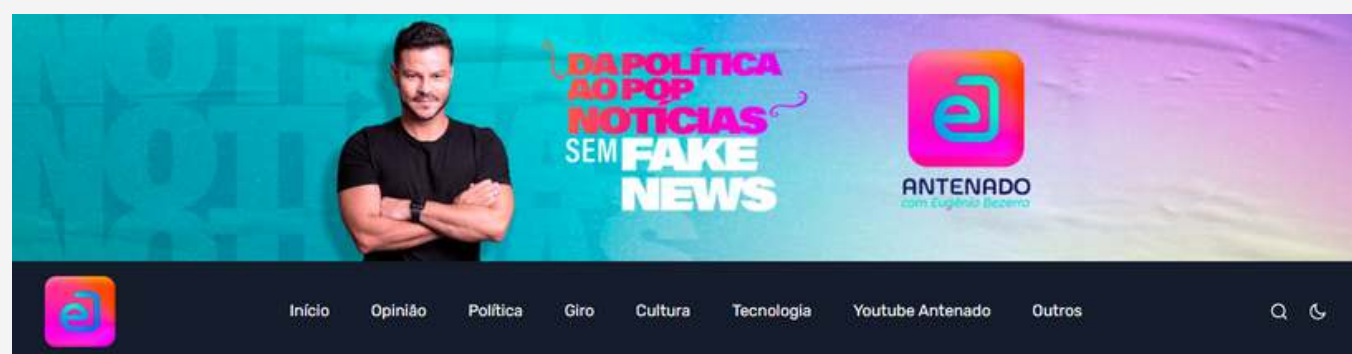 NOTÍCIAS
DA POLÍTICA
AO POP
NOTÍCIAS
SEM FAKE
NEWS
ANTENADO
com Eugênio Bezerra
Início Opinião Política Giro Cultura Tecnologia Youtube Antenado Outros